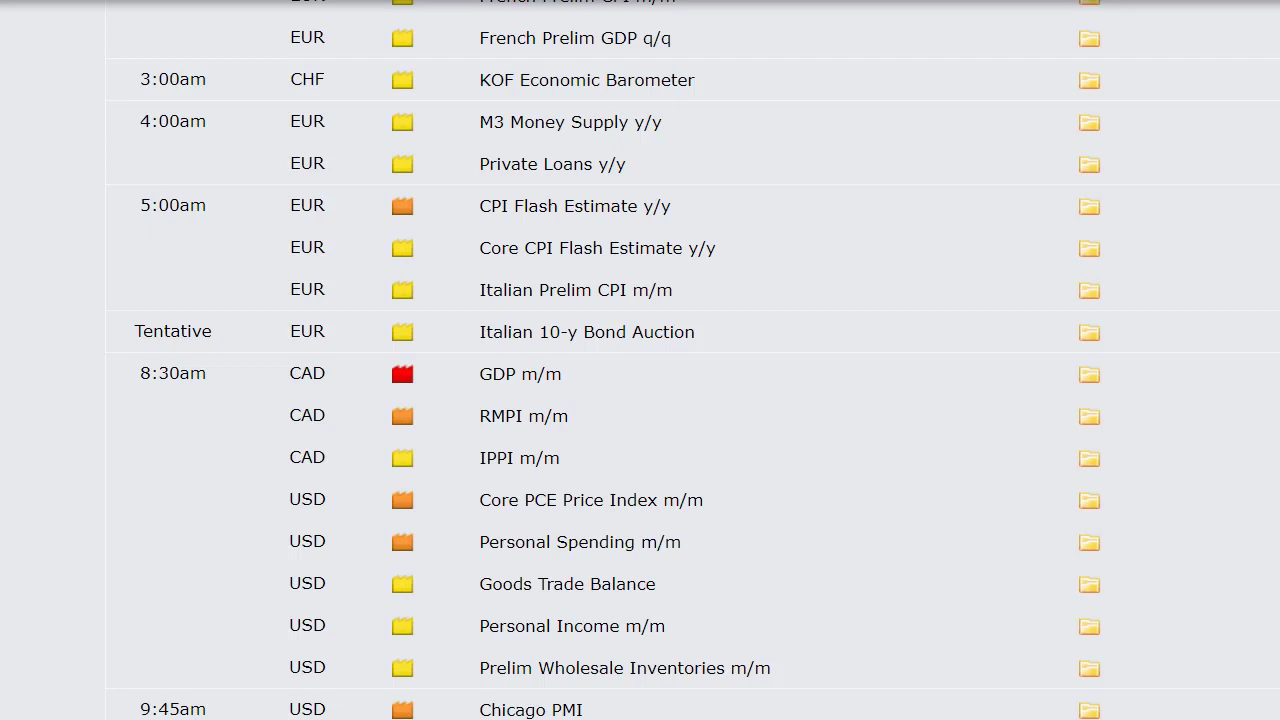 EUR French Prelim GDP q/q
3:00am CHF KOF Economic Barometer
4:00am EUR M3 Money Supply y/y
EUR Private Loans y/y
5:00am EUR CPI Flash Estimate y/y
EUR Core CPI Flash Estimate y/y
EUR Italian Prelim CPI m/m
Tentative EUR Italian 10-y Bond Auction
8:30am CAD GDP m/m
CAD RMPI m/m
CAD IPPI m/m
USD Core PCE Price Index m/m
USD Personal Spending m/m
USD Goods Trade Balance
USD Personal Income m/m
USD Prelim Wholesale Inventories m/m
9:45am USD Chicago PMI